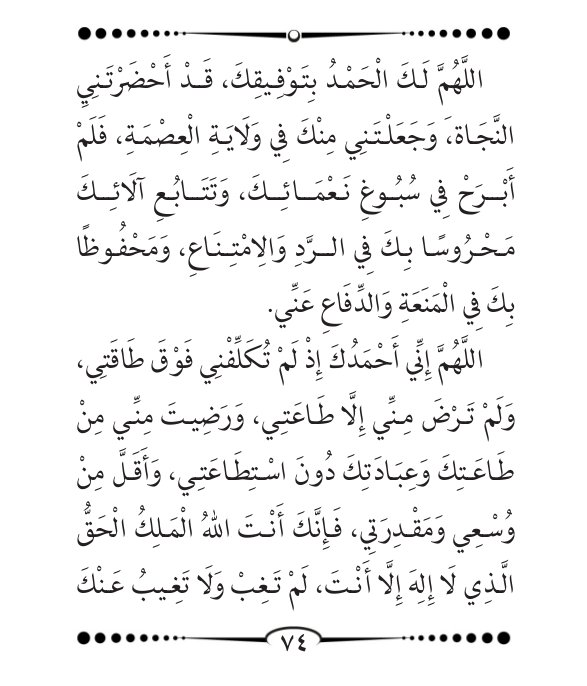 اللَّهُمَّ لَكَ الْحَمْدُ بِتَوْفِيقِكَ، قَدْ أَحْضَرْتَنِيِ
النَّجَاةَ، وَجَعَلْتَنِي مِنْكَ فِي وَلَايَةِ الْعِصْمَةِ، فَلَمْ
أَبْرَحْ فِي سُبُوغِ نَعْمَائِكَ، وَتَتَابُعِ آلَائِكَ
مَحْرُوسًا بِكَ فِي الرَّدِ وَالِامْتِنَاعِ، وَمَحْفُوظًا
بِكَ فِي الْمَنَعَةِ وَالدِّفَاعِ عَنِّي.
اللَّهُمَّ إِنِّي أَحْمَدُكَ إِذْ لَمْ تُكَلِّفْنِي فَوْقَ طَاقَتِي،
وَلَمْ تَرْضَ مِنِّي إِلَّا طَاعَتِي، وَرَضِيتَ مِنِّي مِنْ
طَاعَتِكَ وَعِبَادَتِكَ دُونَ اسْتِطَاعَتِي، وَأَقَلَّ مِنْ
وُسْعِي وَمَقْدِرَتِي، فَإِنَّكَ أَنْتَ اللهُ الْمَلِكُ الْحَقُّ
الَّذِي لَا إِلِهَ إِلَّا أَنْتَ، لَمْ تَغِبْ وَلَا تَغِيبُ عَنْكَ
٧٤